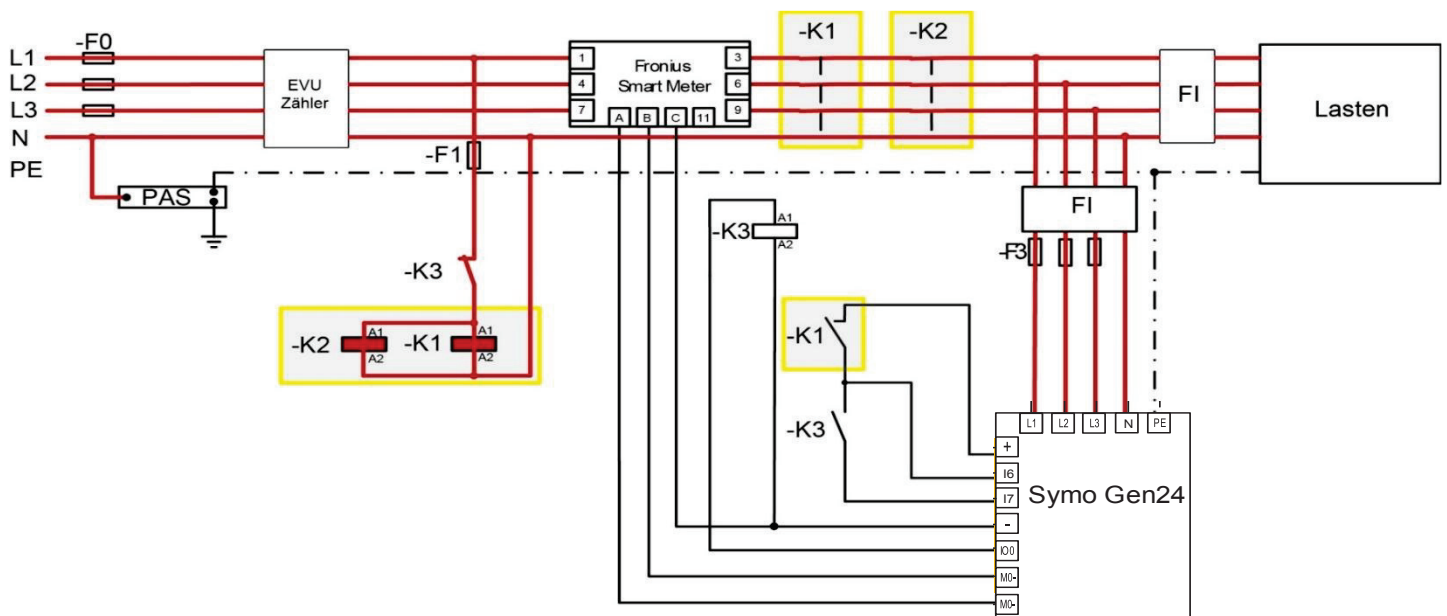 -F0
-K1
-K2
L1
L2
L3
N
PE
EVU
Zähler
1
4
7
Fronius
Smart Meter
A
B
C
11
3
6
9
FI
Lasten
-F1
PAS
-K3
-K2
A1
A2
-K1
A1
A2
-K3
A1
A2
-K1
-K3
FI
-F3
L1
L2
L3
N
PE
+
I6
I7
-
IO0
M0-
M0-
Symo Gen24